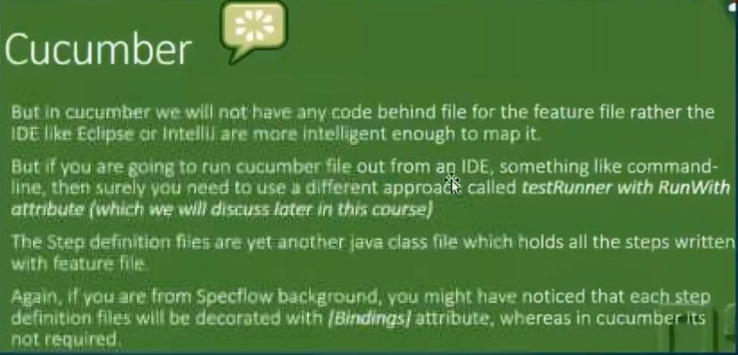 Cucumber
But in cucumber we will not have any code behind file for the feature file rather the
IDE like Eclipse or IntelliJ are more intelligent enough to map it.
But if you are going to run cucumber file out from an IDE, something like command-
line, then surely you need to use a different approach called testRunner with RunWith
attribute (which we will discuss later in this course)
The Step definition files are yet another java class file which holds all the steps written
with feature file.
Again, if you are from Specflow background, you might have noticed that each step
definition files will be decorated with [Bindings] attribute, whereas in cucumber its
not required.